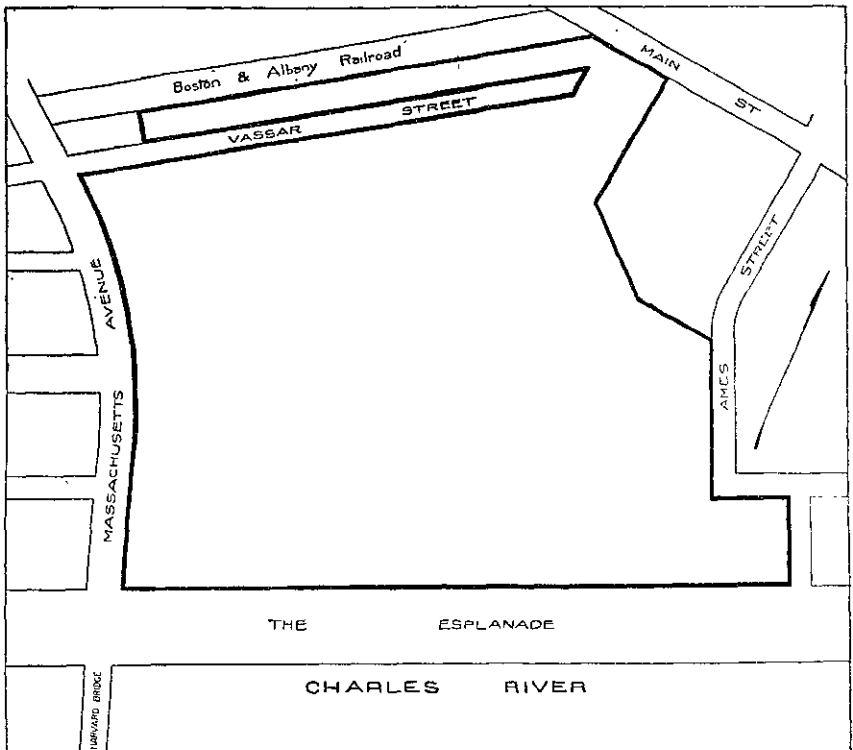 Boston & Albany Railroad
MAIN ST
VASSAR STREET
AVENUE
MASSACHUSETTS
STREET
AMES
THE ESPLANADE
CHARLES RIVER
HARVARD BRIDGE